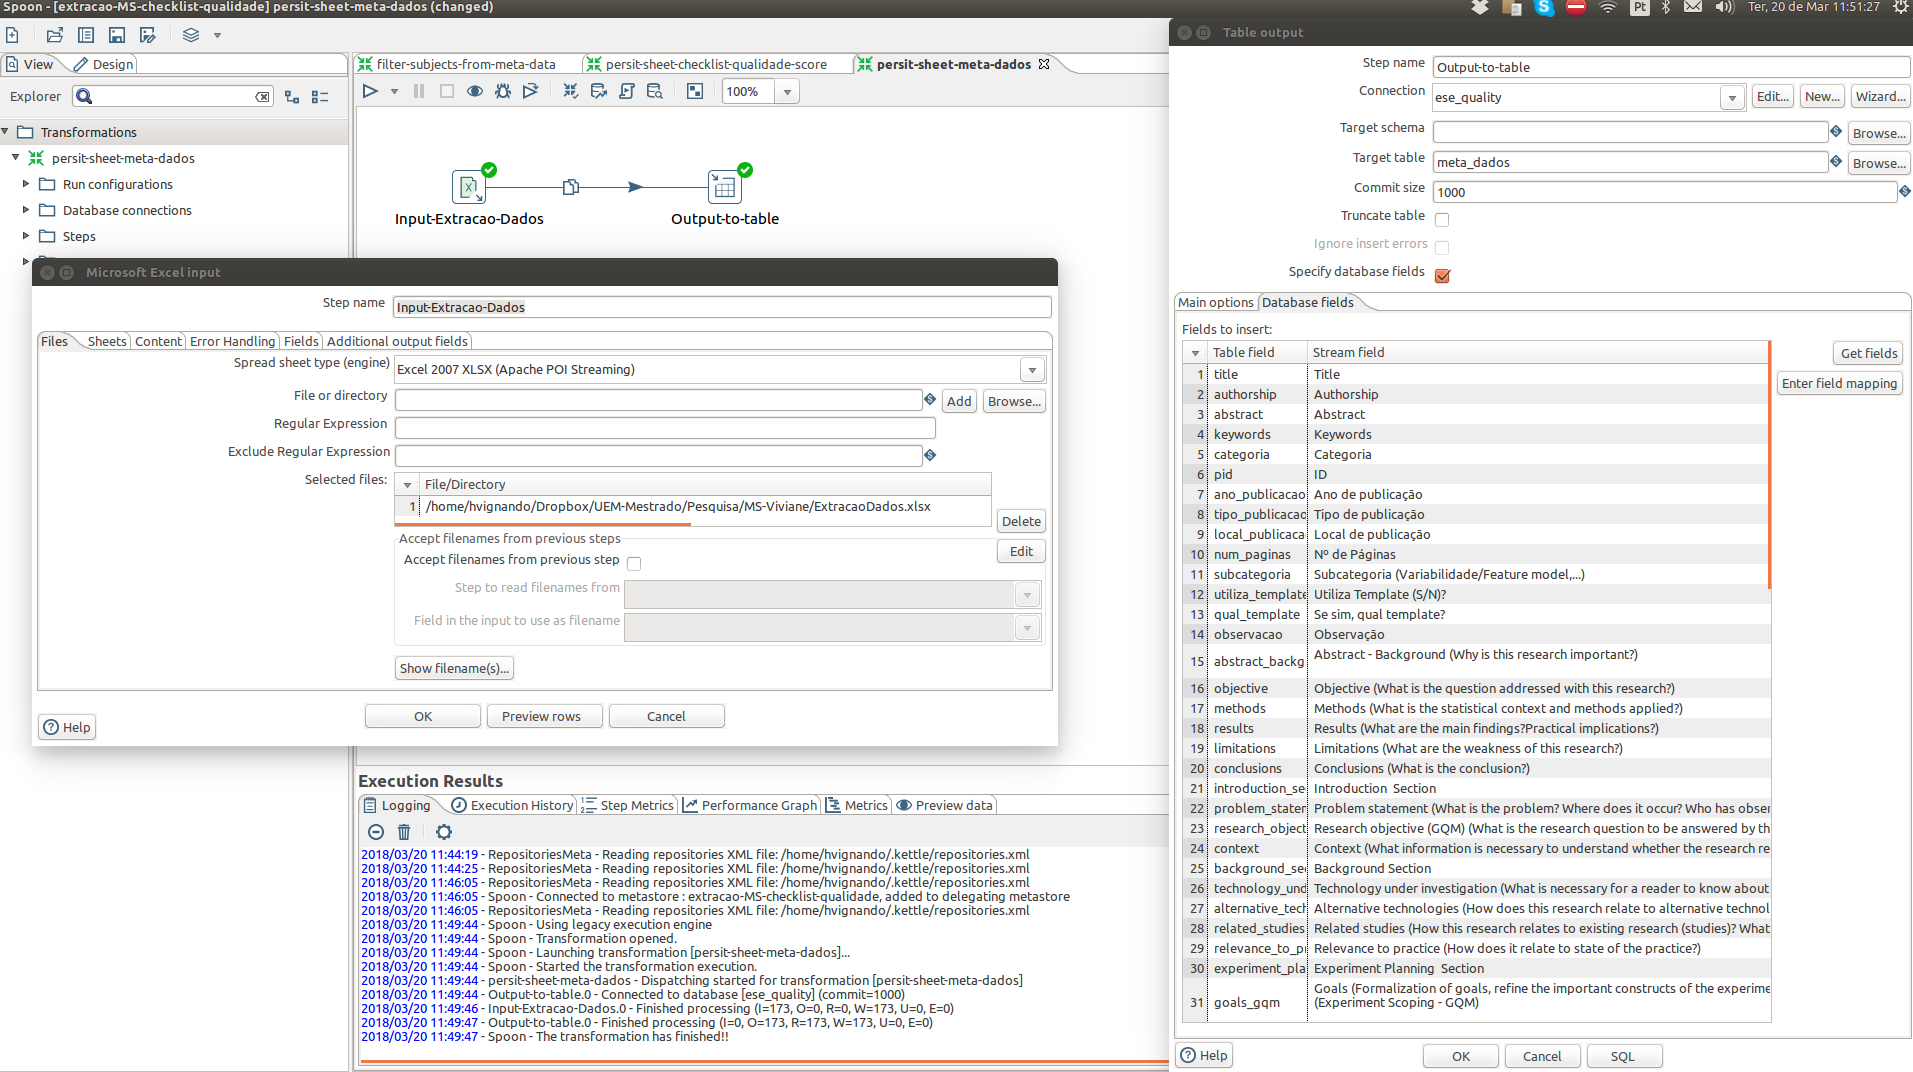 Spoon - [extracao-MS-checklist-qualidade] persit-sheet-meta-dados (changed)
Pt
Ter, 20 de Mar 11:51:27
View
Design
Explorer
Transformations
persit-sheet-meta-dados
Run configurations
Database connections
Steps
filter-subjects-from-meta-data
persit-sheet-checklist-qualidade-score
persit-sheet-meta-dados
100%
Input-Extracao-Dados
Output-to-table
Microsoft Excel input
Step name
Input-Extracao-Dados
Files
Sheets
Content
Error Handling
Fields
Additional output fields
Spread sheet type (engine)
Excel 2007 XLSX (Apache POI Streaming)
File or directory
Add
Browse...
Regular Expression
Exclude Regular Expression
Selected files:
File/Directory
1 /home/hvignando/Dropbox/UEM-Mestrado/Pesquisa/MS-Viviane/ExtracaoDados.xlsx
Delete
Edit
Accept filenames from previous steps
Accept filenames from previous step
Step to read filenames from
Field in the input to use as filename
Show filename(s)...
OK
Preview rows
Cancel
Help
Execution Results
Logging
Execution History
Step Metrics
Performance Graph
Metrics
Preview data
2018/03/20 11:44:19 - RepositoriesMeta - Reading repositories XML file: /home/hvignando/.kettle/repositories.xml
2018/03/20 11:44:25 - RepositoriesMeta - Reading repositories XML file: /home/hvignando/.kettle/repositories.xml
2018/03/20 11:46:05 - RepositoriesMeta - Reading repositories XML file: /home/hvignando/.kettle/repositories.xml
2018/03/20 11:46:05 - Spoon - Connected to metastore : extracao-MS-checklist-qualidade, added to delegating metastore
2018/03/20 11:46:05 - RepositoriesMeta - Reading repositories XML file: /home/hvignando/.kettle/repositories.xml
2018/03/20 11:49:44 - Spoon - Using legacy execution engine
2018/03/20 11:49:44 - Spoon - Transformation opened.
2018/03/20 11:49:44 - Spoon - Launching transformation [persit-sheet-meta-dados]...
2018/03/20 11:49:44 - Spoon - Started the transformation execution.
2018/03/20 11:49:44 - persit-sheet-meta-dados - Dispatching started for transformation [persit-sheet-meta-dados]
2018/03/20 11:49:44 - Output-to-table.0 - Connected to database [ese_quality] (commit=1000)
2018/03/20 11:49:46 - Input-Extracao-Dados.0 - Finished processing (I=173, O=0, R=0, W=173, U=0, E=0)
2018/03/20 11:49:47 - Output-to-table.0 - Finished processing (I=0, O=173, R=173, W=173, U=0, E=0)
2018/03/20 11:49:47 - Spoon - The transformation has finished!!
Table output
Step name
Output-to-table
Connection
ese_quality
Edit...
New...
Wizard...
Target schema
Browse...
Target table
meta_dados
Browse...
Commit size
1000
Truncate table
Ignore insert errors
Specify database fields
Main options
Database fields
Fields to insert:
Get fields
Enter field mapping
Table field Stream field
1 title Title
2 authorship Authorship
3 abstract Abstract
4 keywords Keywords
5 categoria Categoria
6 pid ID
7 ano_publicacao Ano de publicação
8 tipo_publicacao Tipo de publicação
9 local_publica Local de publicação
10 num_paginas Nº de Páginas
11 subcategoria Subcategoria (Variabilidade/Feature model,...)
12 utiliza_template Utiliza Template (S/N)?
13 qual_template Se sim, qual template?
14 observacao Observação
15 abstract_backg Abstract - Background (Why is this research important?)
16 objective Objective (What is the question addressed with this research?)
17 methods Methods (What is the statistical context and methods applied?)
18 results Results (What are the main findings?Practical implications?)
19 limitations Limitations (What are the weakness of this research?)
20 conclusions Conclusions (What is the conclusion?)
21 introduction_se Introduction Section
22 problem_staten Problem statement (What is the problem? Where does it occur? Who has obser
23 research_object Research objective (GQM) (What is the research question to be answered by th
24 context Context (What information is necessary to understand whether the research re
25 background_sec Background Section
26 technology_und Technology under investigation (What is necessary for a reader to know about
27 alternative_tech Alternative technologies (How does this research relate to alternative technol
28 related_studies Related studies (How this research relates to existing research (studies)? What
29 relevance_to_pr Relevance to practice (How does it relate to state of the practice?)
30 experiment_pla Experiment Planning Section
31 goals_gqm Goals (Formalization of goals, refine the important constructs of the experime
(Experiment Scoping - GQM)
Help
OK
Cancel
SQL